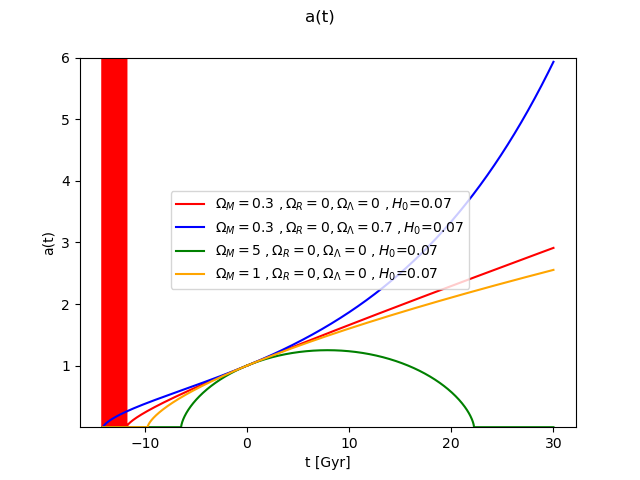 a(t)
6
5
4
3
2
1
a(t)
Ω_M = 0.3 , Ω_R = 0, Ω_Λ = 0 , H_0=0.07
Ω_M = 0.3 , Ω_R = 0, Ω_Λ = 0.7 , H_0=0.07
Ω_M = 5 , Ω_R = 0, Ω_Λ = 0 , H_0=0.07
Ω_M = 1 , Ω_R = 0, Ω_Λ = 0 , H_0=0.07
−10 0 10 20 30
t [Gyr]